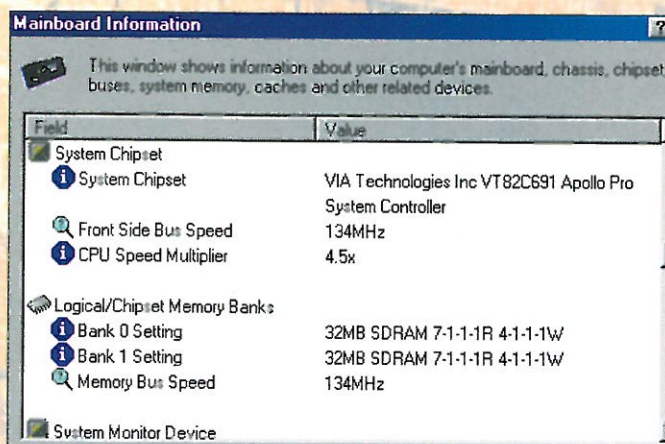 Mainboard Information ?
This window shows information about your computer's mainboard, chassis, chipset
buses, system memory, caches and other related devices.
Field Value
System Chipset
System Chipset VIA Technologies Inc VT82C691 Apollo Pro
System Controller
Front Side Bus Speed 134MHz
CPU Speed Multiplier 4.5x
Logical/Chipset Memory Banks
Bank 0 Setting 32MB SDRAM 7-1-1-1R 4-1-1-1W
Bank 1 Setting 32MB SDRAM 7-1-1-1R 4-1-1-1W
Memory Bus Speed 134MHz
System Monitor Device